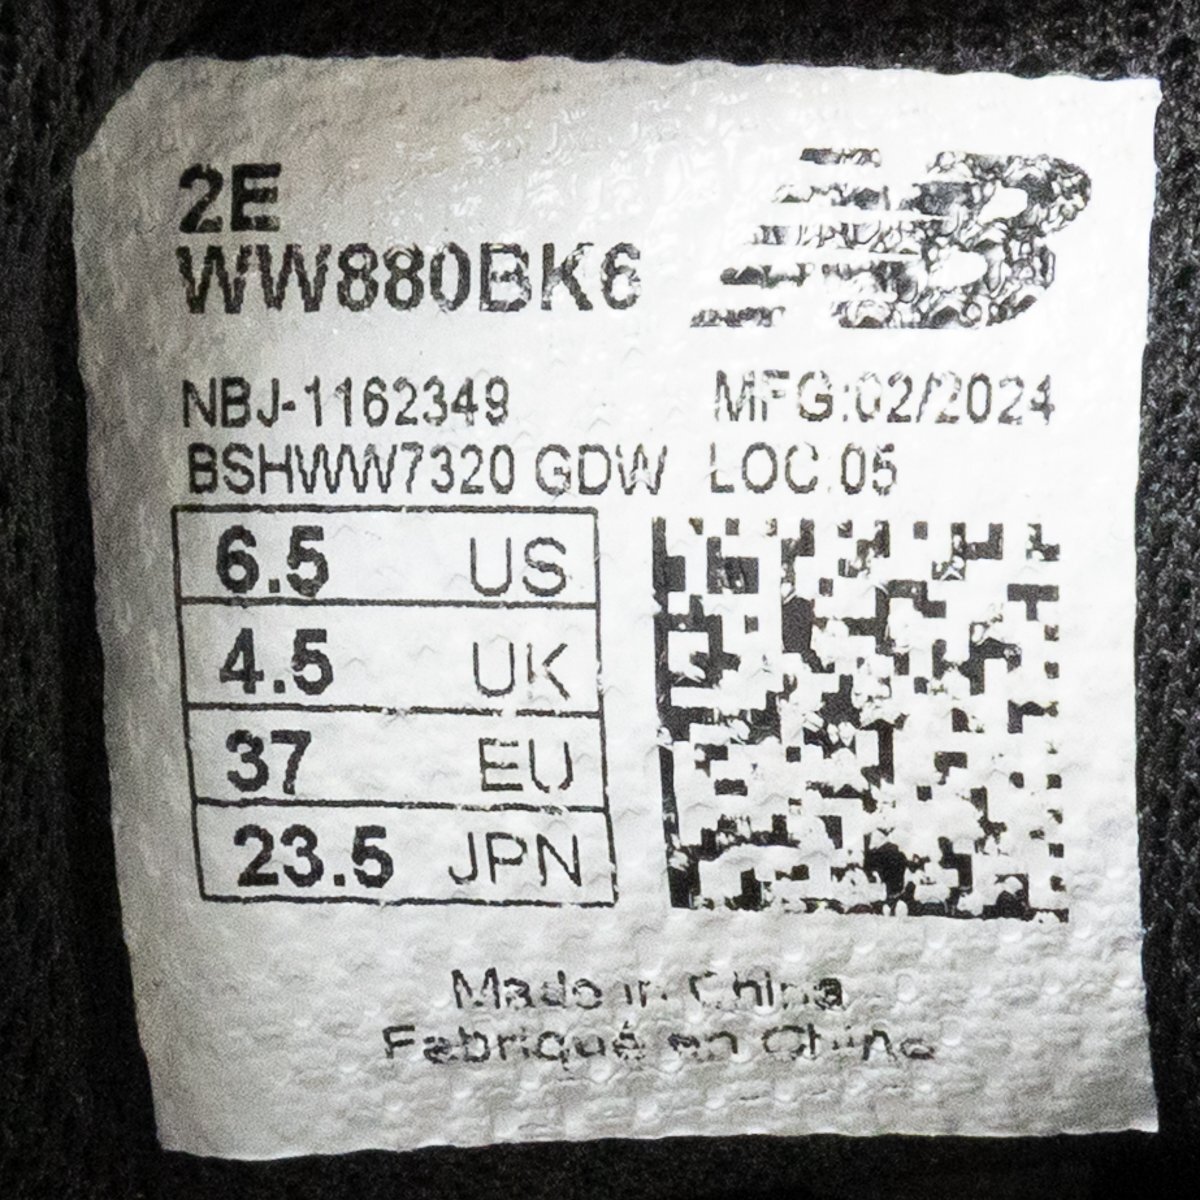 2E
WW880BK6
NBJ-1162349 MFG:02/2024
BSHWW7320 GDW LOC:05
6.5 US
4.5 UK
37 EU
23.5 JPN
Made in China
Fabriqué en Chine